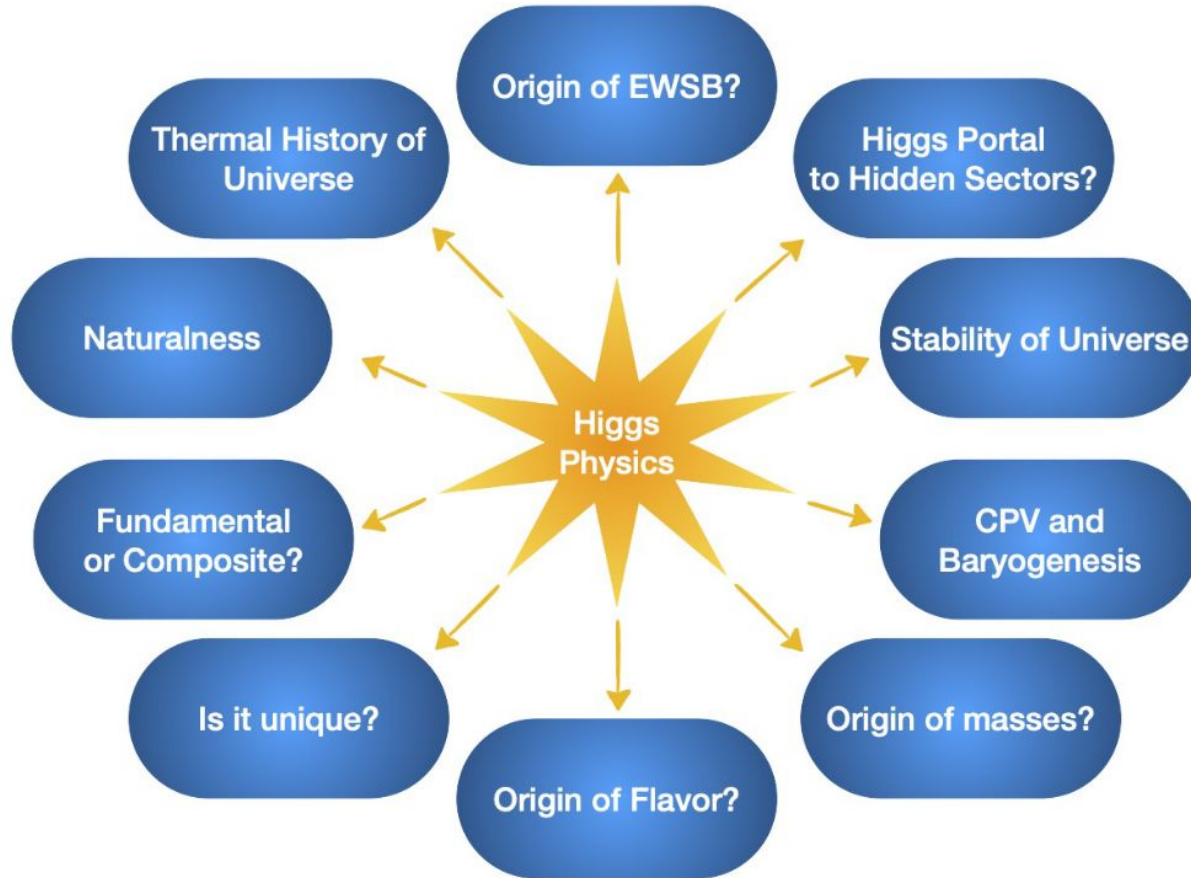 Origin of EWSB?
Thermal History of
Universe
Higgs Portal
to Hidden Sectors?
Naturalness
Stability of Universe
Higgs
Physics
Fundamental
or Composite?
CPV and
Baryogenesis
Is it unique?
Origin of masses?
Origin of Flavor?